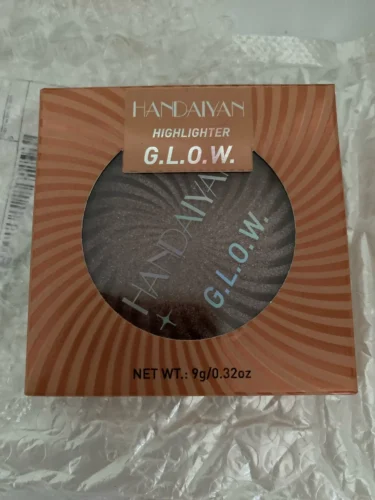 HANDAIYAN
HIGHLIGHTER
G.L.O.W.
HANDAIYAN
G.L.O.W.
NET WT.: 9g/0.32oz